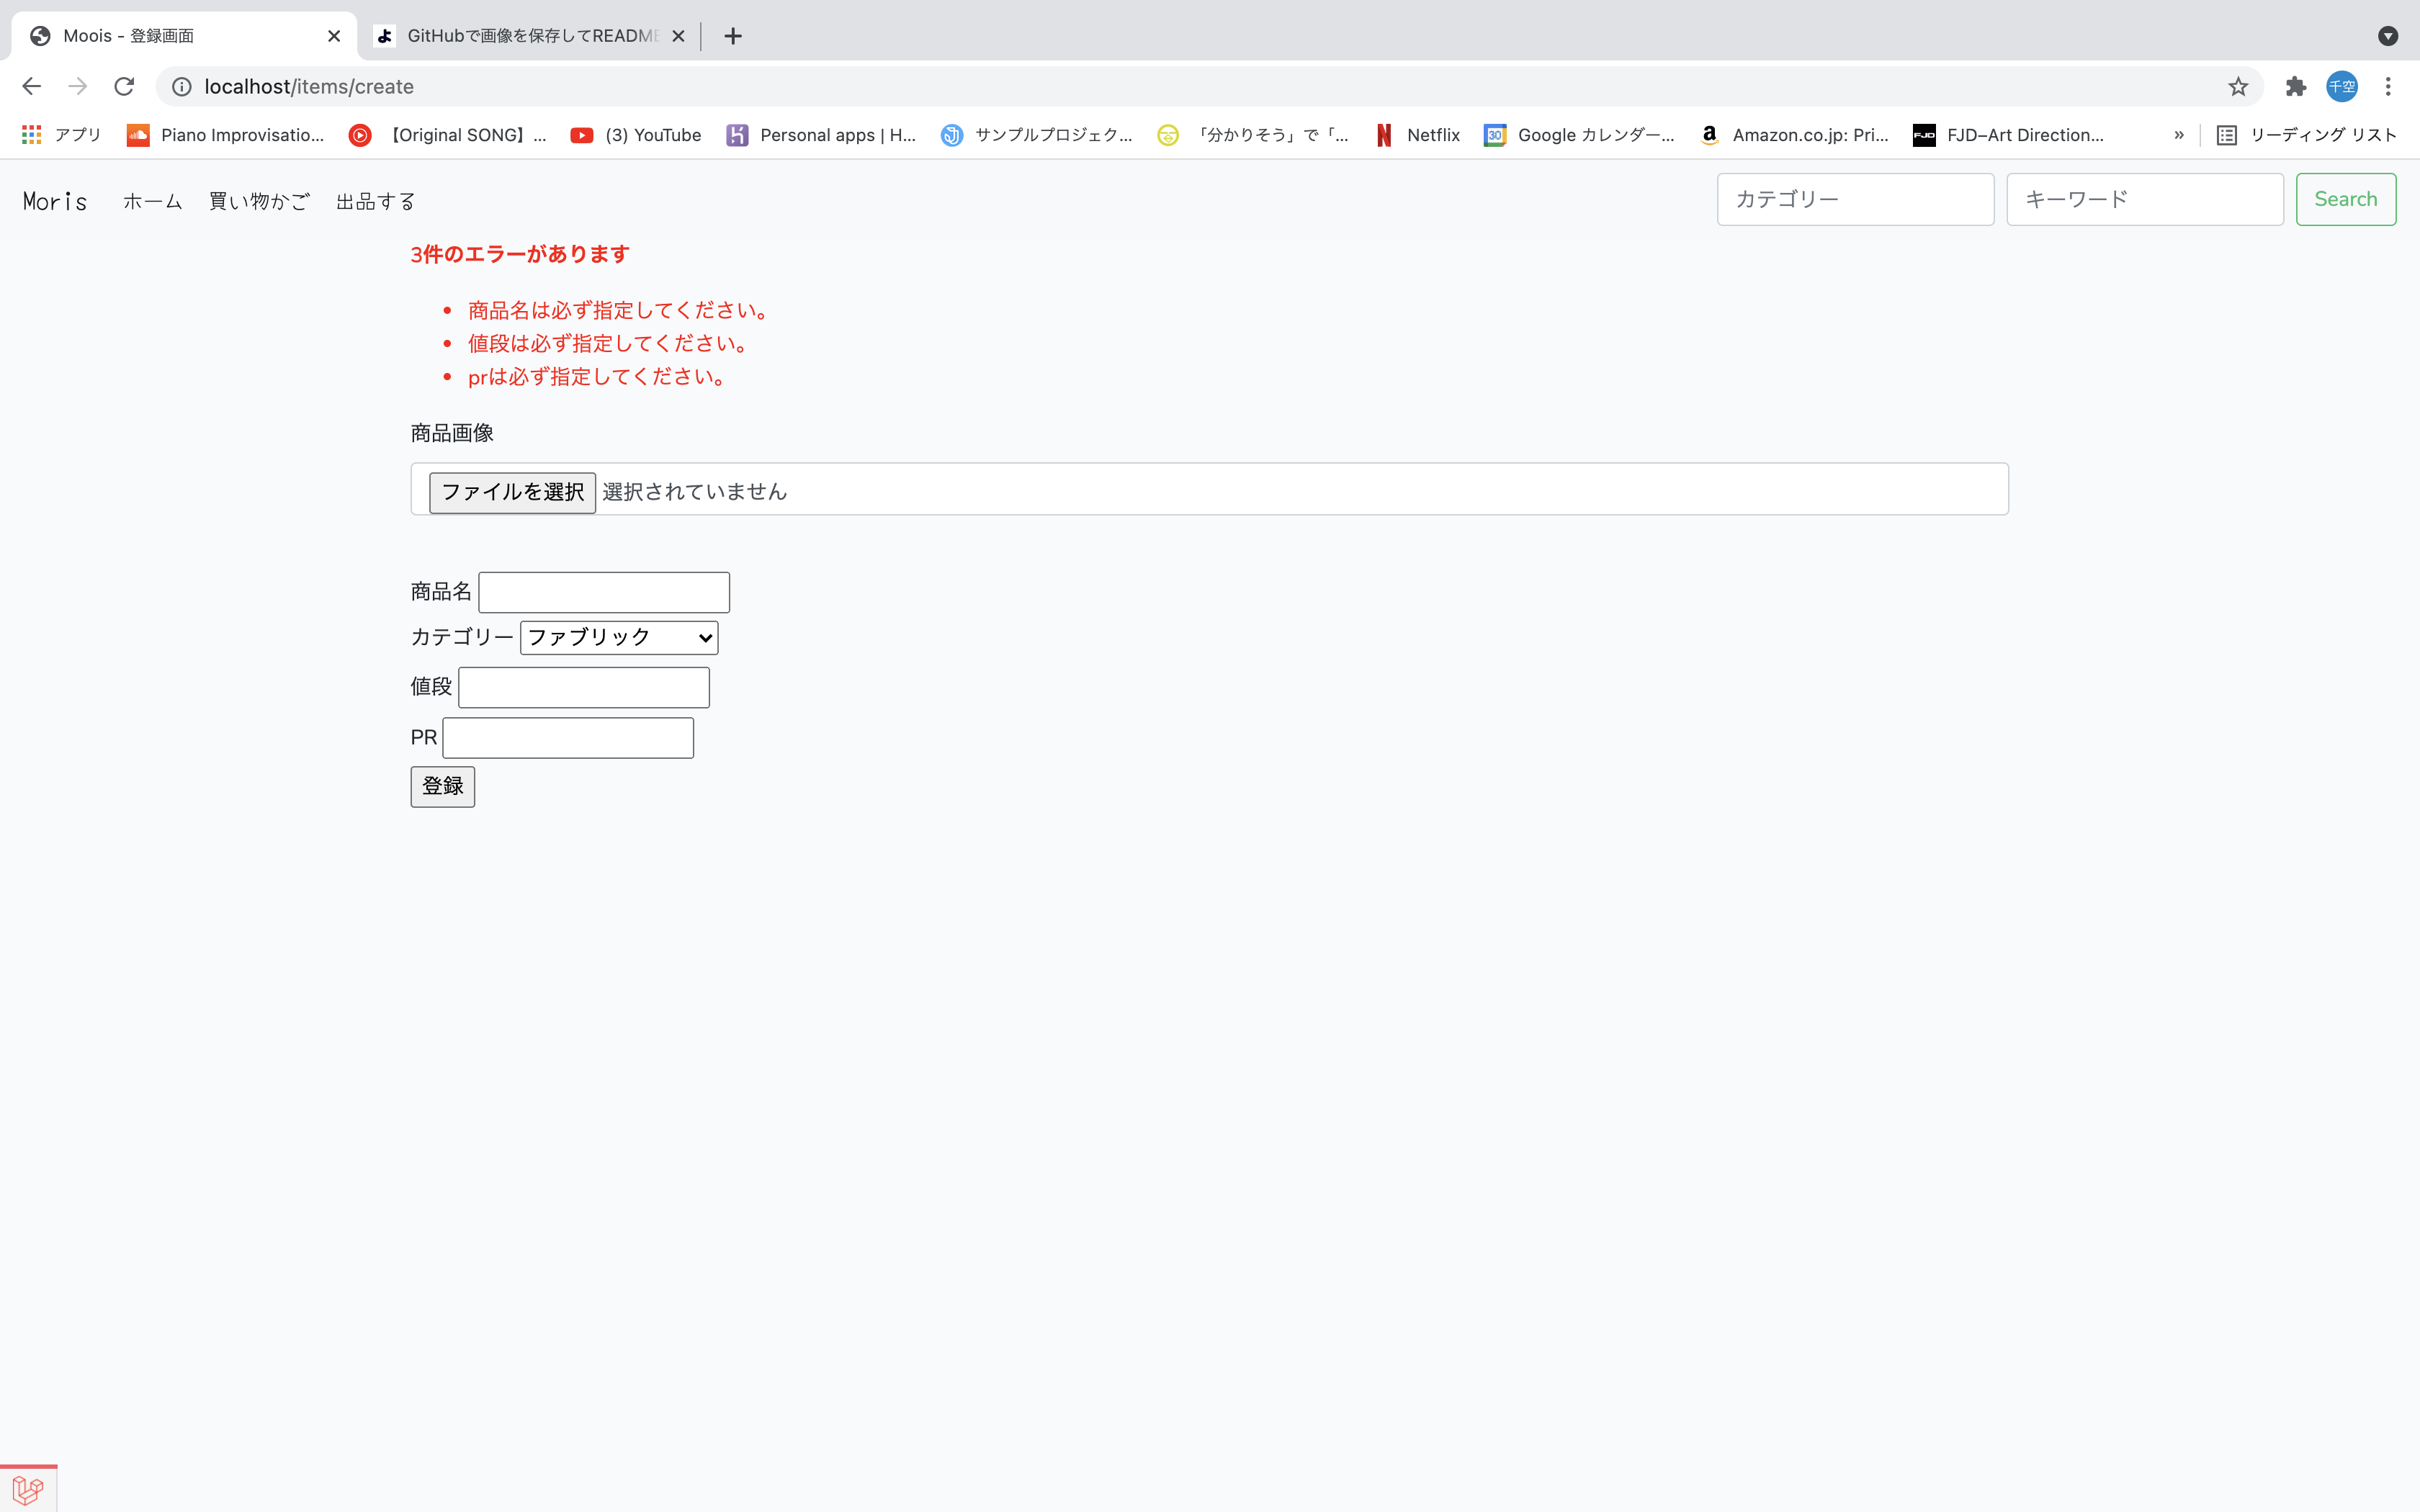 Moois - 登録画面
GitHubで画像を保存してREADME
localhost/items/create
千空
アプリ Piano Improvisatio... 【Original SONG】... (3) YouTube Personal apps | H... サンプルプロジェク... 「分かりそう」で「... Netflix 30 Google カレンダー... Amazon.co.jp: Pri... FJD FJD–Art Direction... » リーディング リスト
Moris ホーム 買い物かご 出品する カテゴリー キーワード Search
3件のエラーがあります
• 商品名は必ず指定してください。
• 値段は必ず指定してください。
• prは必ず指定してください。
商品画像
ファイルを選択 選択されていません
商品名
カテゴリー ファブリック
値段
PR
登録